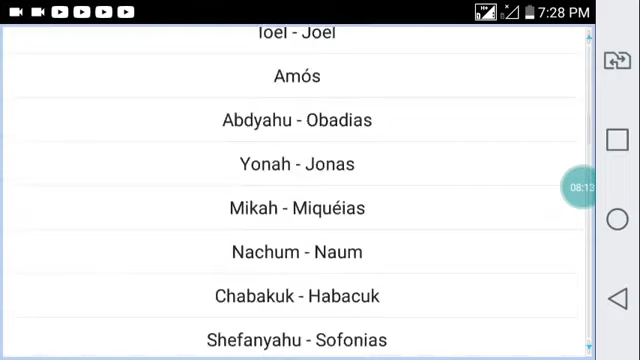 7:28 PM
Ioel - Joel
Amós
Abdyahu - Obadias
Yonah - Jonas
08:13
Mikah - Miquéias
Nachum - Naum
Chabakuk - Habacuk
Shefanyahu - Sofonias